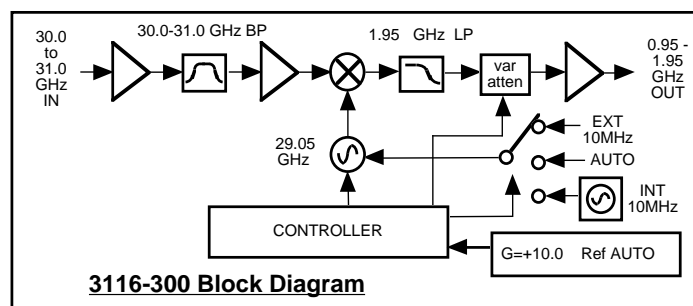 30.0
to
31.0
GHz
IN
30.0-31.0 GHz BP
1.95 GHz LP
var
atten
0.95 -
1.95
GHz
OUT
29.05
GHz
EXT
10MHz
AUTO
INT
10MHz
CONTROLLER
G=+10.0 Ref AUTO
3116-300 Block Diagram